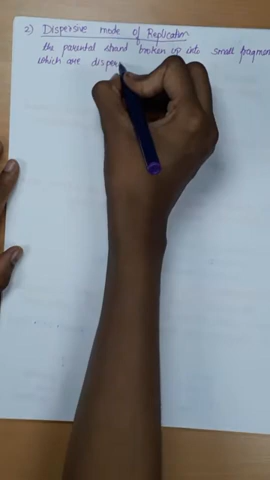 2) Dispersive mode of Replication
the parental strand broken up into small fragmen
which are disper